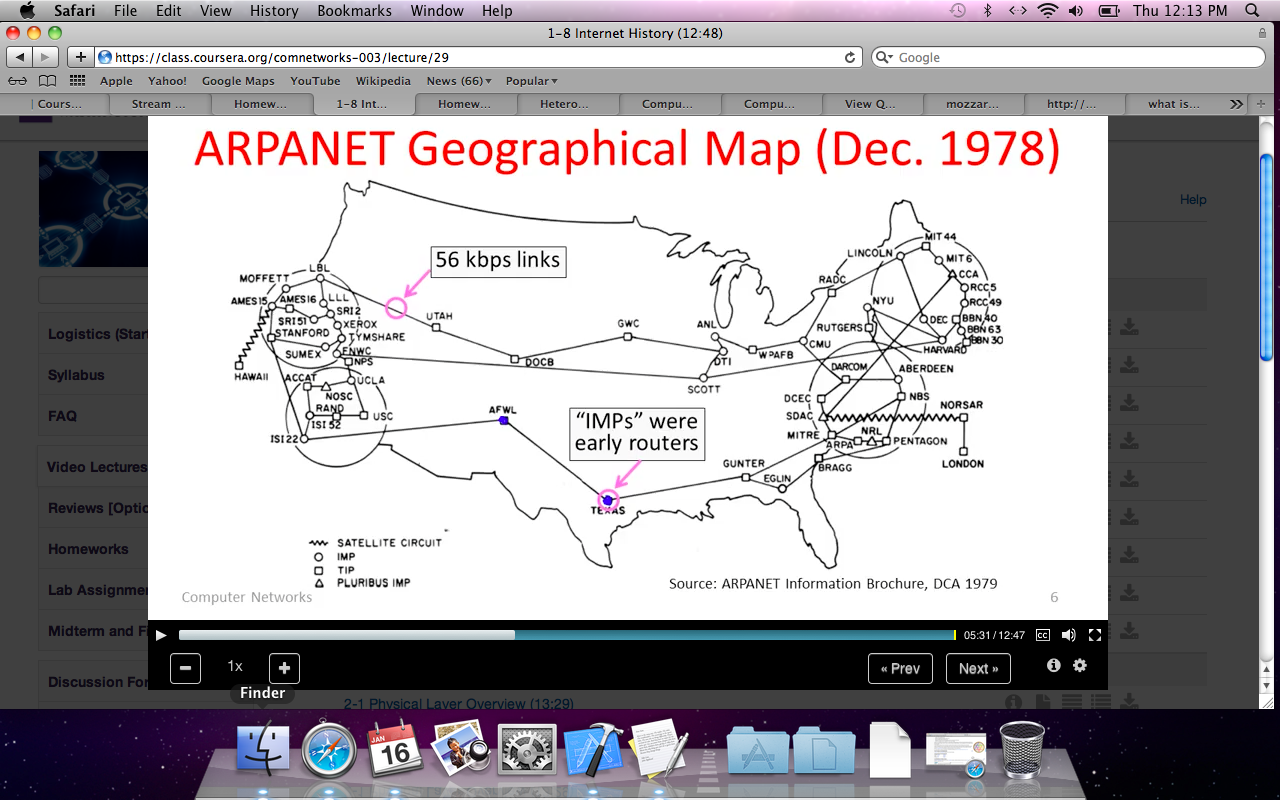 Safari File Edit View History Bookmarks Window Help Thu 12:13 PM
1-8 Internet History (12:48)
https://class.coursera.org/comnetworks-003/lecture/29
Google
Apple Yahoo! Google Maps YouTube Wikipedia News (66) Popular
Cours... Stream ... Homew... 1-8 Int... Homew... Hetero... Compu... Compu... View Q... mozzar... http://... what is...
ARPANET Geographical Map (Dec. 1978)
Help
56 kbps links
MOFFETT
LBL
AMES15
AMES16
LLL
SRI2
SRI51
XEROX
STANFORD
TYMSHARE
SUMEX
FNWC
NPS
HAWAII
ACCAT
UCLA
NOSC
RAND
USC
ISI52
ISI22
UTAH
DOCB
GWC
ANL
DTI
WPAFB
SCOTT
CMU
RADC
LINCOLN
MIT44
MIT6
CCA
RCC5
RCC49
NYU
RUTGERS
DEC
BBN40
BBN63
BBN30
HARVARD
DARCOM
ABERDEEN
DCEC
NBS
NORSAR
SDAC
MITRE
NRL
ARPA
PENTAGON
BRAGG
LONDON
AFWL
"IMPs" were
early routers
TEXAS
GUNTER
EGLIN
SATELLITE CIRCUIT
IMP
TIP
PLURIBUS IMP
Source: ARPANET Information Brochure, DCA 1979
Computer Networks 6
Logistics (Star
Syllabus
FAQ
Video Lectures
Reviews [Optio
Homeworks
Lab Assignme
Midterm and F
Discussion For
05:31 / 12:47 CC
1x
« Prev Next »
2-1 Physical Layer Overview (13:29)
Finder
JAN
16